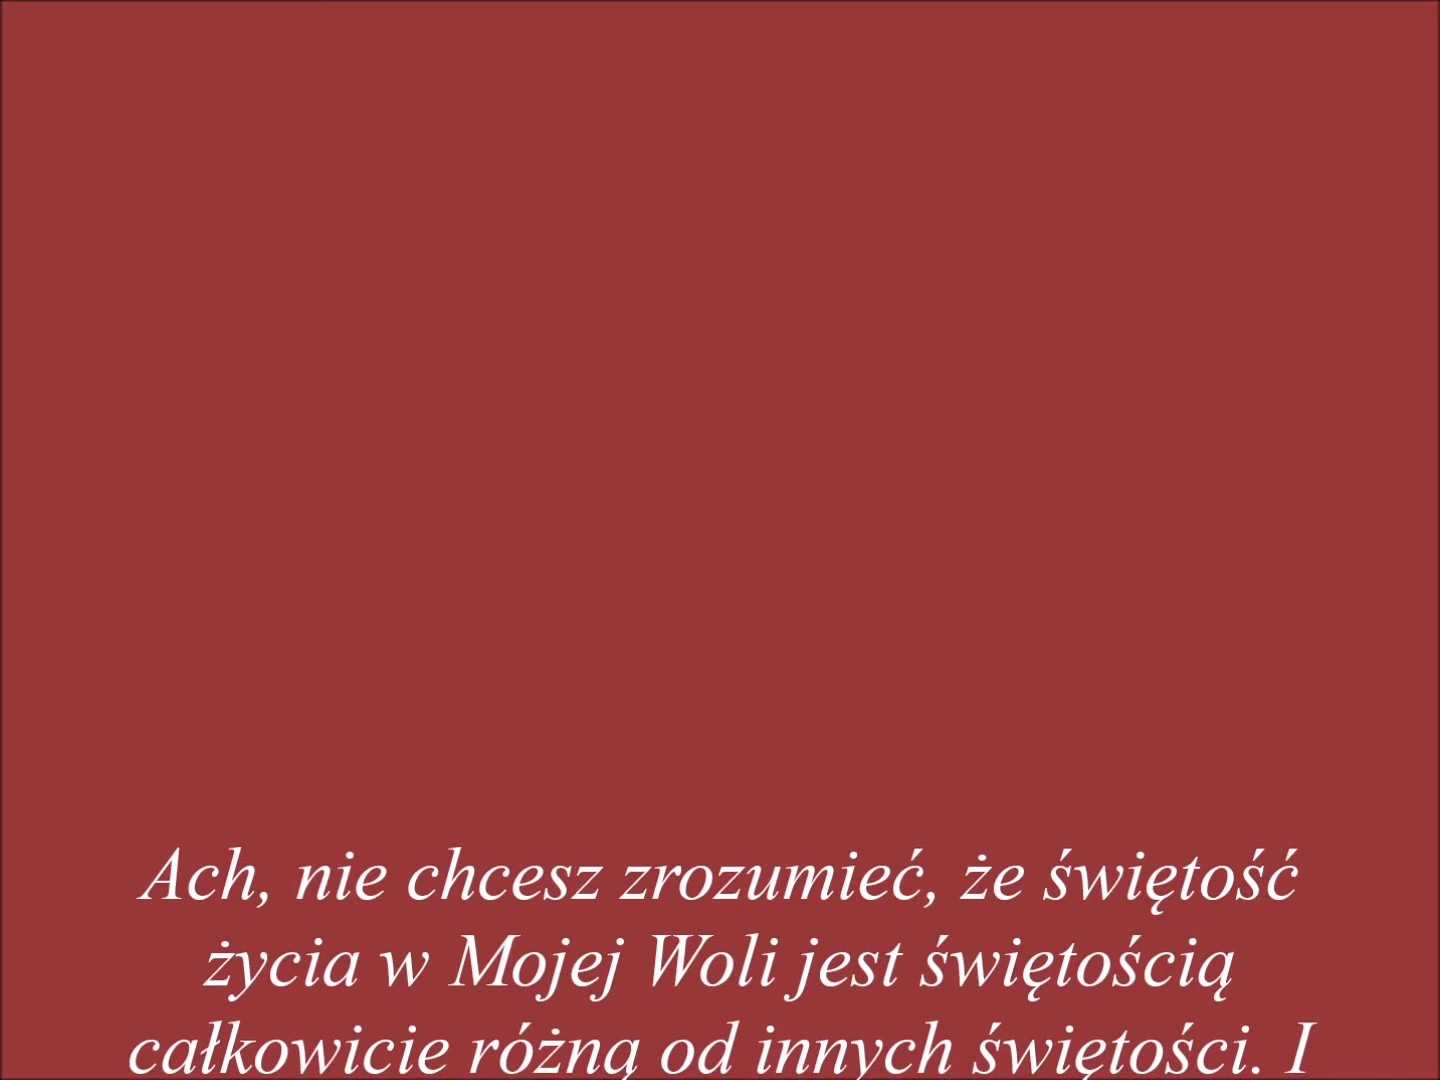 Ach, nie chcesz zrozumieć, że świętość
życia w Mojej Woli jest świętością
całkowicie różną od innych świętości. I